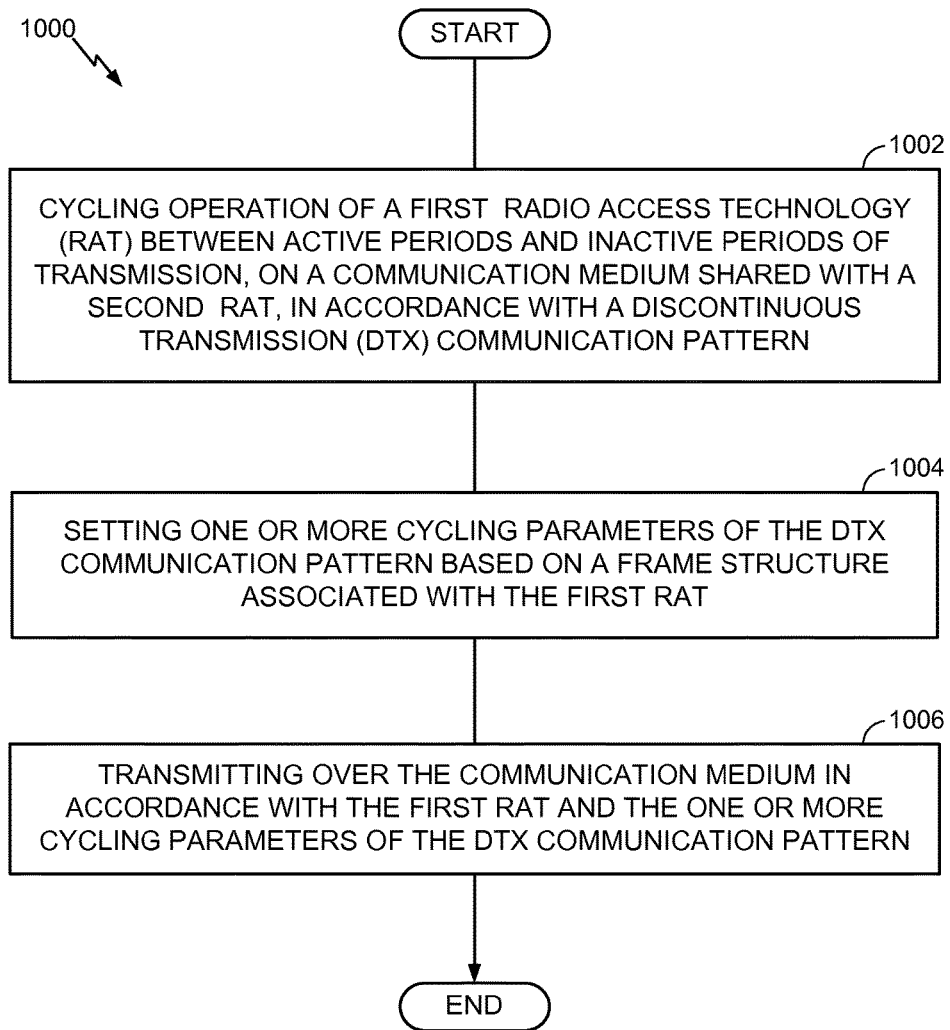 1000
START
1002
CYCLING OPERATION OF A FIRST RADIO ACCESS TECHNOLOGY
(RAT) BETWEEN ACTIVE PERIODS AND INACTIVE PERIODS OF
TRANSMISSION, ON A COMMUNICATION MEDIUM SHARED WITH A
SECOND RAT, IN ACCORDANCE WITH A DISCONTINUOUS
TRANSMISSION (DTX) COMMUNICATION PATTERN
1004
SETTING ONE OR MORE CYCLING PARAMETERS OF THE DTX
COMMUNICATION PATTERN BASED ON A FRAME STRUCTURE
ASSOCIATED WITH THE FIRST RAT
1006
TRANSMITTING OVER THE COMMUNICATION MEDIUM IN
ACCORDANCE WITH THE FIRST RAT AND THE ONE OR MORE
CYCLING PARAMETERS OF THE DTX COMMUNICATION PATTERN
END